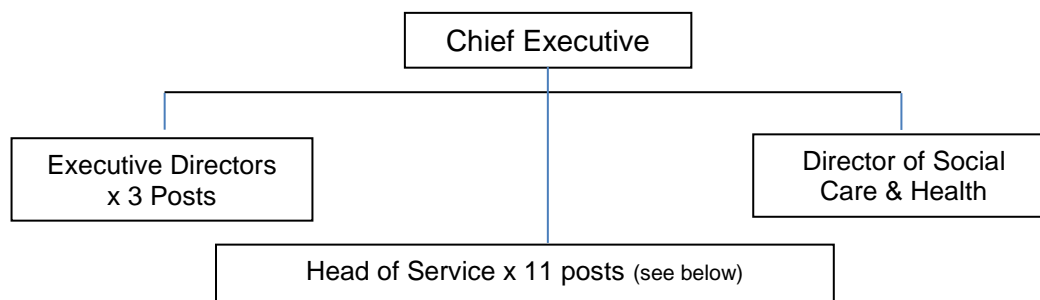 Chief Executive
Executive Directors
x 3 Posts
Director of Social
Care & Health
Head of Service x 11 posts (see below)